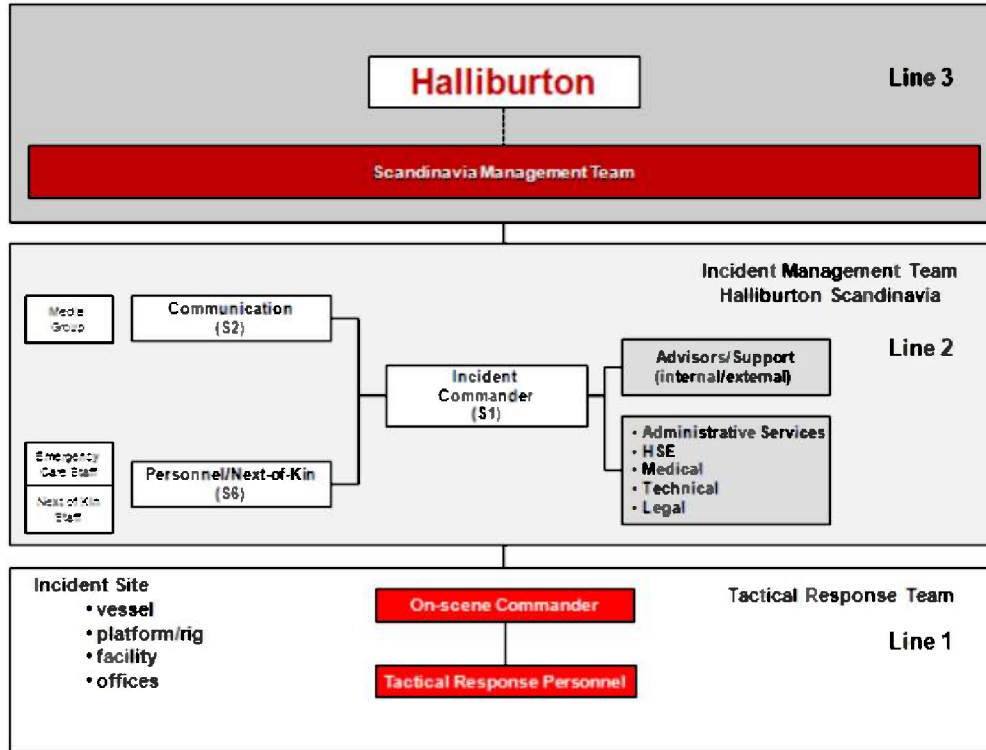 Halliburton
Line 3
Scandinavia Management Team
Incident Management Team
Halliburton Scandinavia
Line 2
Media
Group
Communication
(S2)
Incident
Commander
(S1)
Advisors/Support
(internal/external)
Emergency
Care Staff
Next of Kin
Staff
Personnel/Next-of-Kin
(S6)
• Administrative Services
• HSE
• Medical
• Technical
• Legal
Incident Site
• vessel
• platform/rig
• facility
• offices
On-scene Commander
Tactical Response Personnel
Tactical Response Team
Line 1